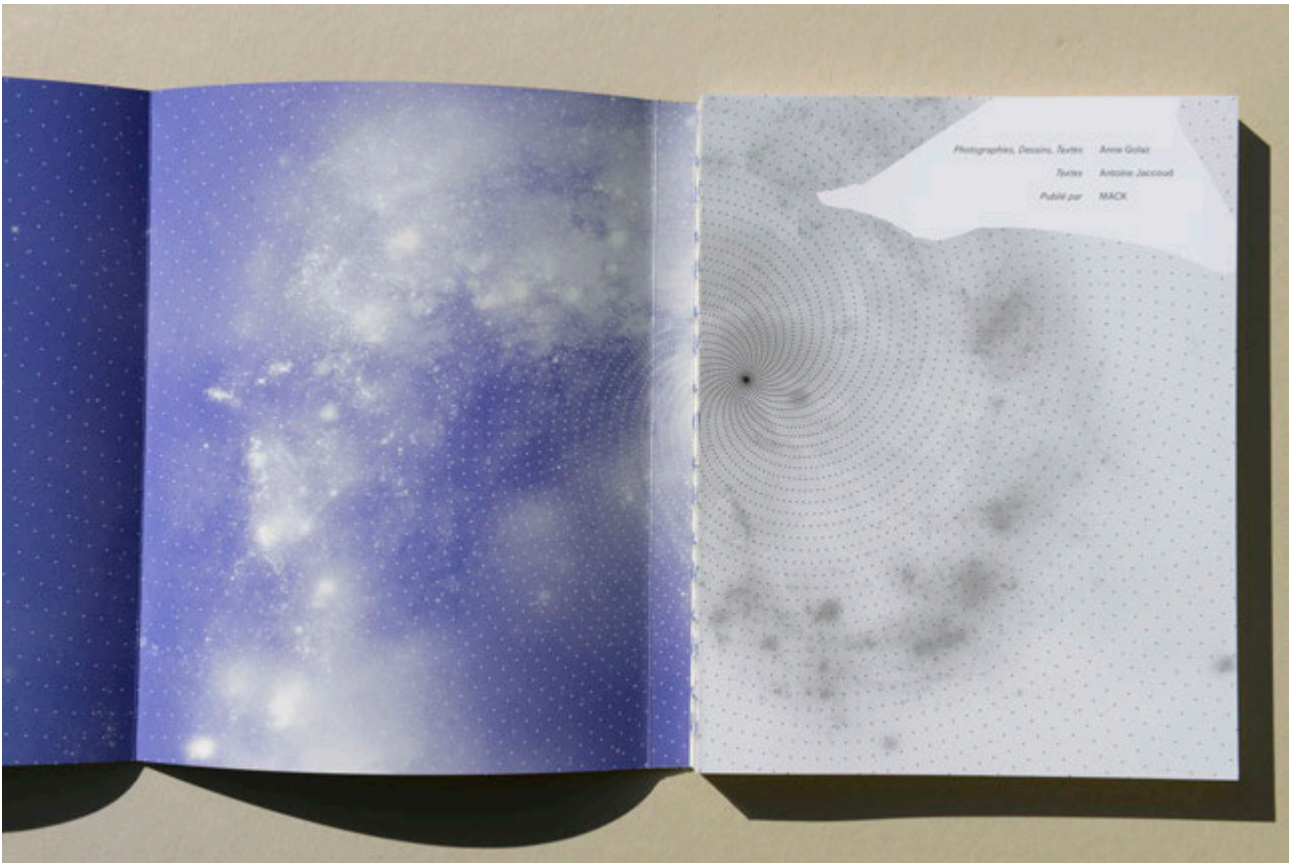 Photographies, Dessins, Textes Anne Golaz
Textes Antoine Jaccoud
Publié par MACK